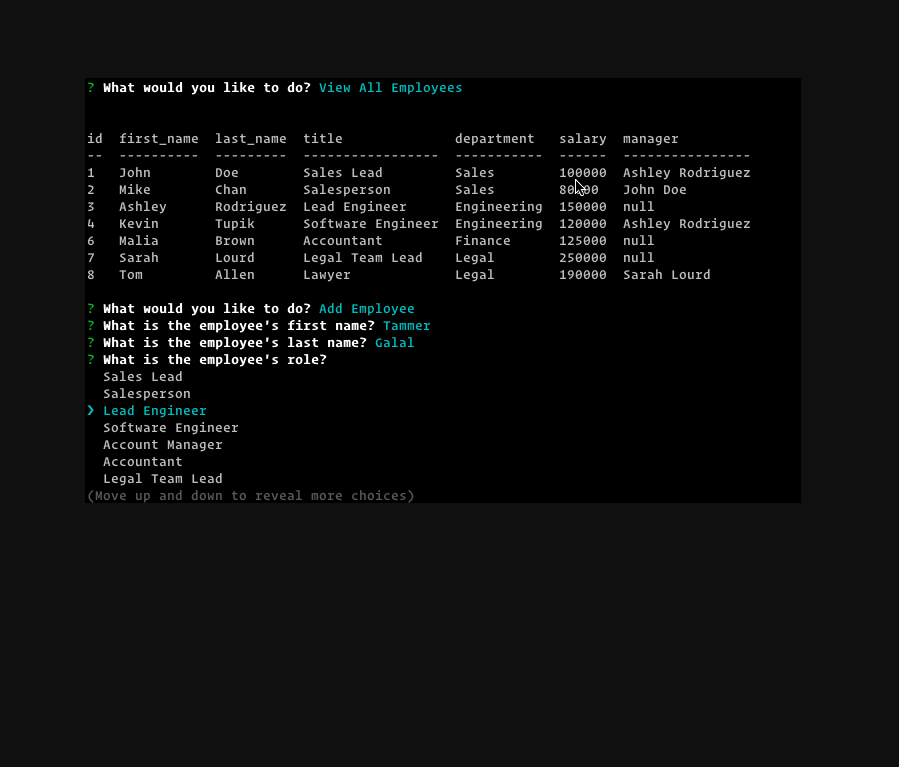 ? What would you like to do? View All Employees
id  first_name  last_name  title              department   salary  manager
--  ----------  ---------  -----------------  -----------  ------  ----------------
1   John        Doe        Sales Lead         Sales        100000  Ashley Rodriguez
2   Mike        Chan       Salesperson        Sales        80000   John Doe
3   Ashley      Rodriguez  Lead Engineer      Engineering  150000  null
4   Kevin       Tupik      Software Engineer  Engineering  120000  Ashley Rodriguez
6   Malia       Brown      Accountant         Finance      125000  null
7   Sarah       Lourd      Legal Team Lead    Legal        250000  null
8   Tom         Allen      Lawyer             Legal        190000  Sarah Lourd
? What would you like to do? Add Employee
? What is the employee's first name? Tammer
? What is the employee's last name? Galal
? What is the employee's role?
Sales Lead
Salesperson
❯ Lead Engineer
Software Engineer
Account Manager
Accountant
Legal Team Lead
(Move up and down to reveal more choices)